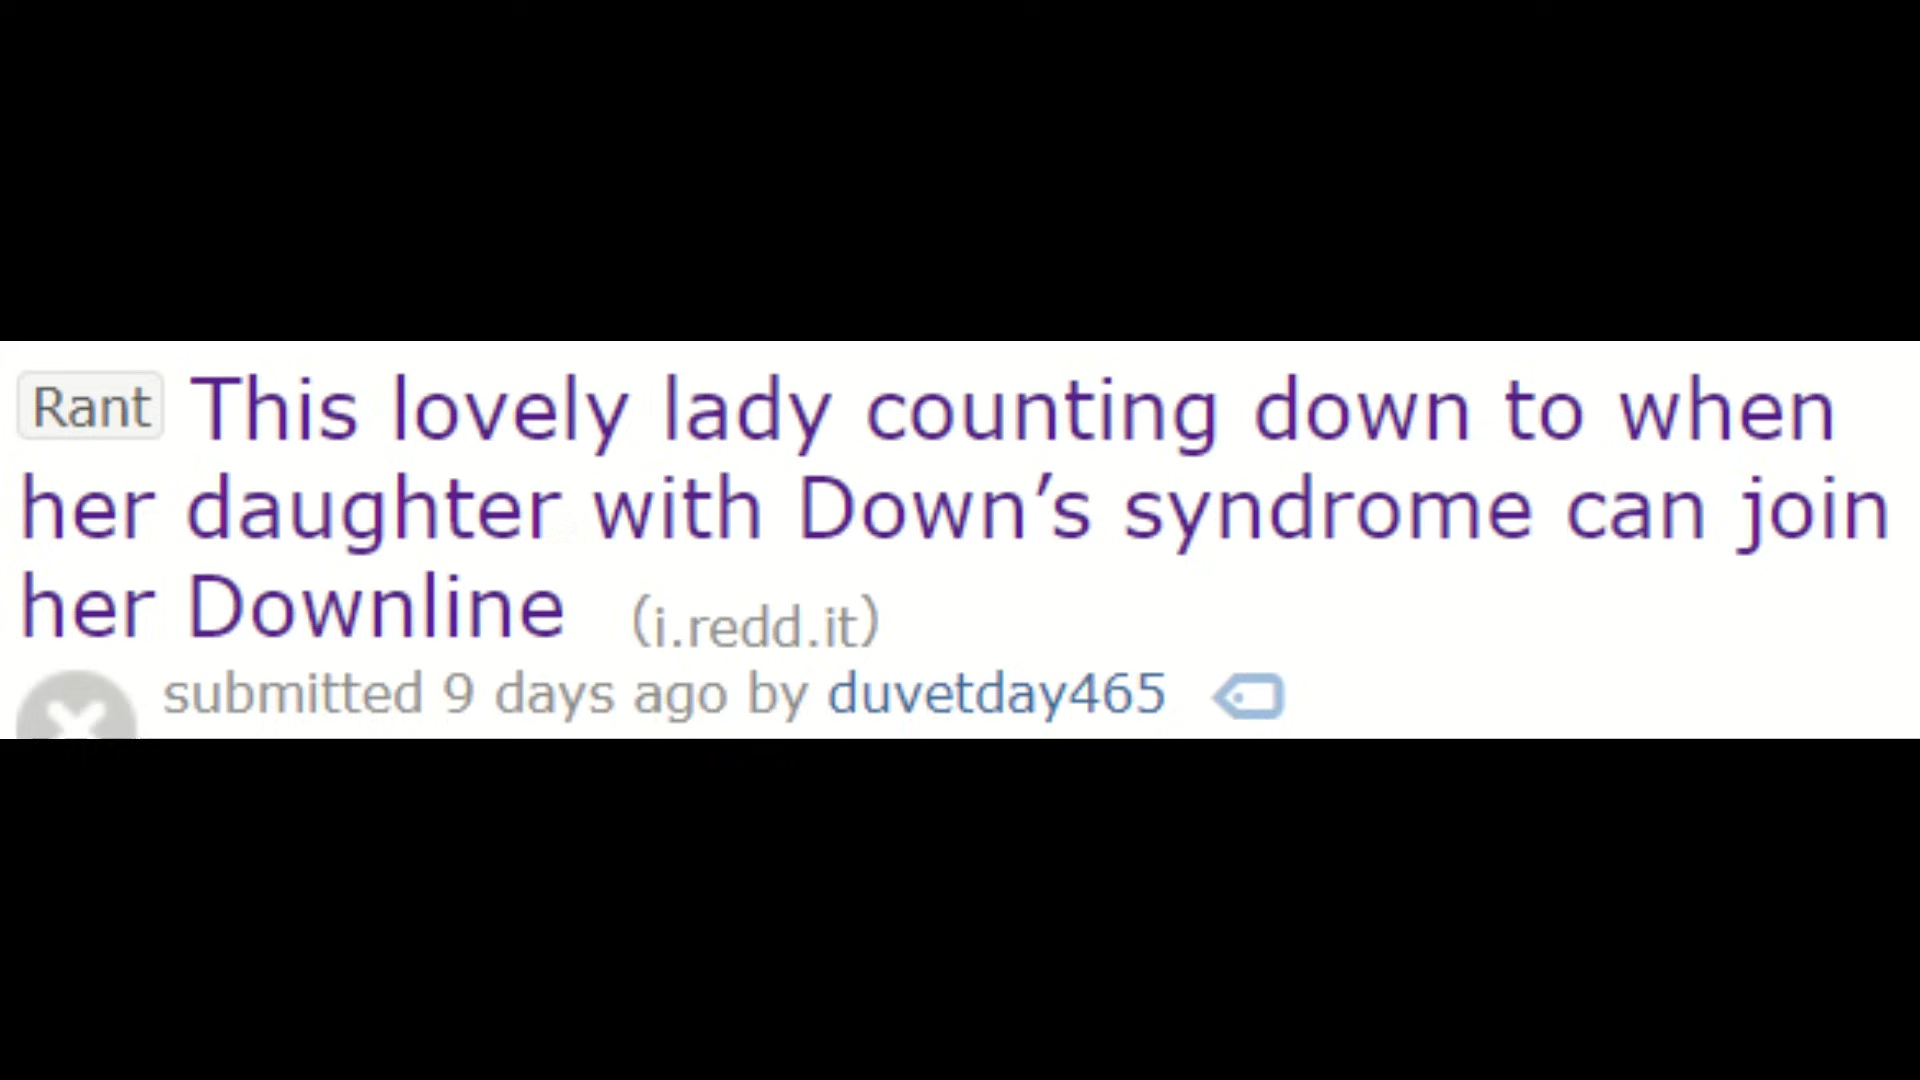 Rant This lovely lady counting down to when
her daughter with Down’s syndrome can join
her Downline (i.redd.it)
submitted 9 days ago by duvetday465